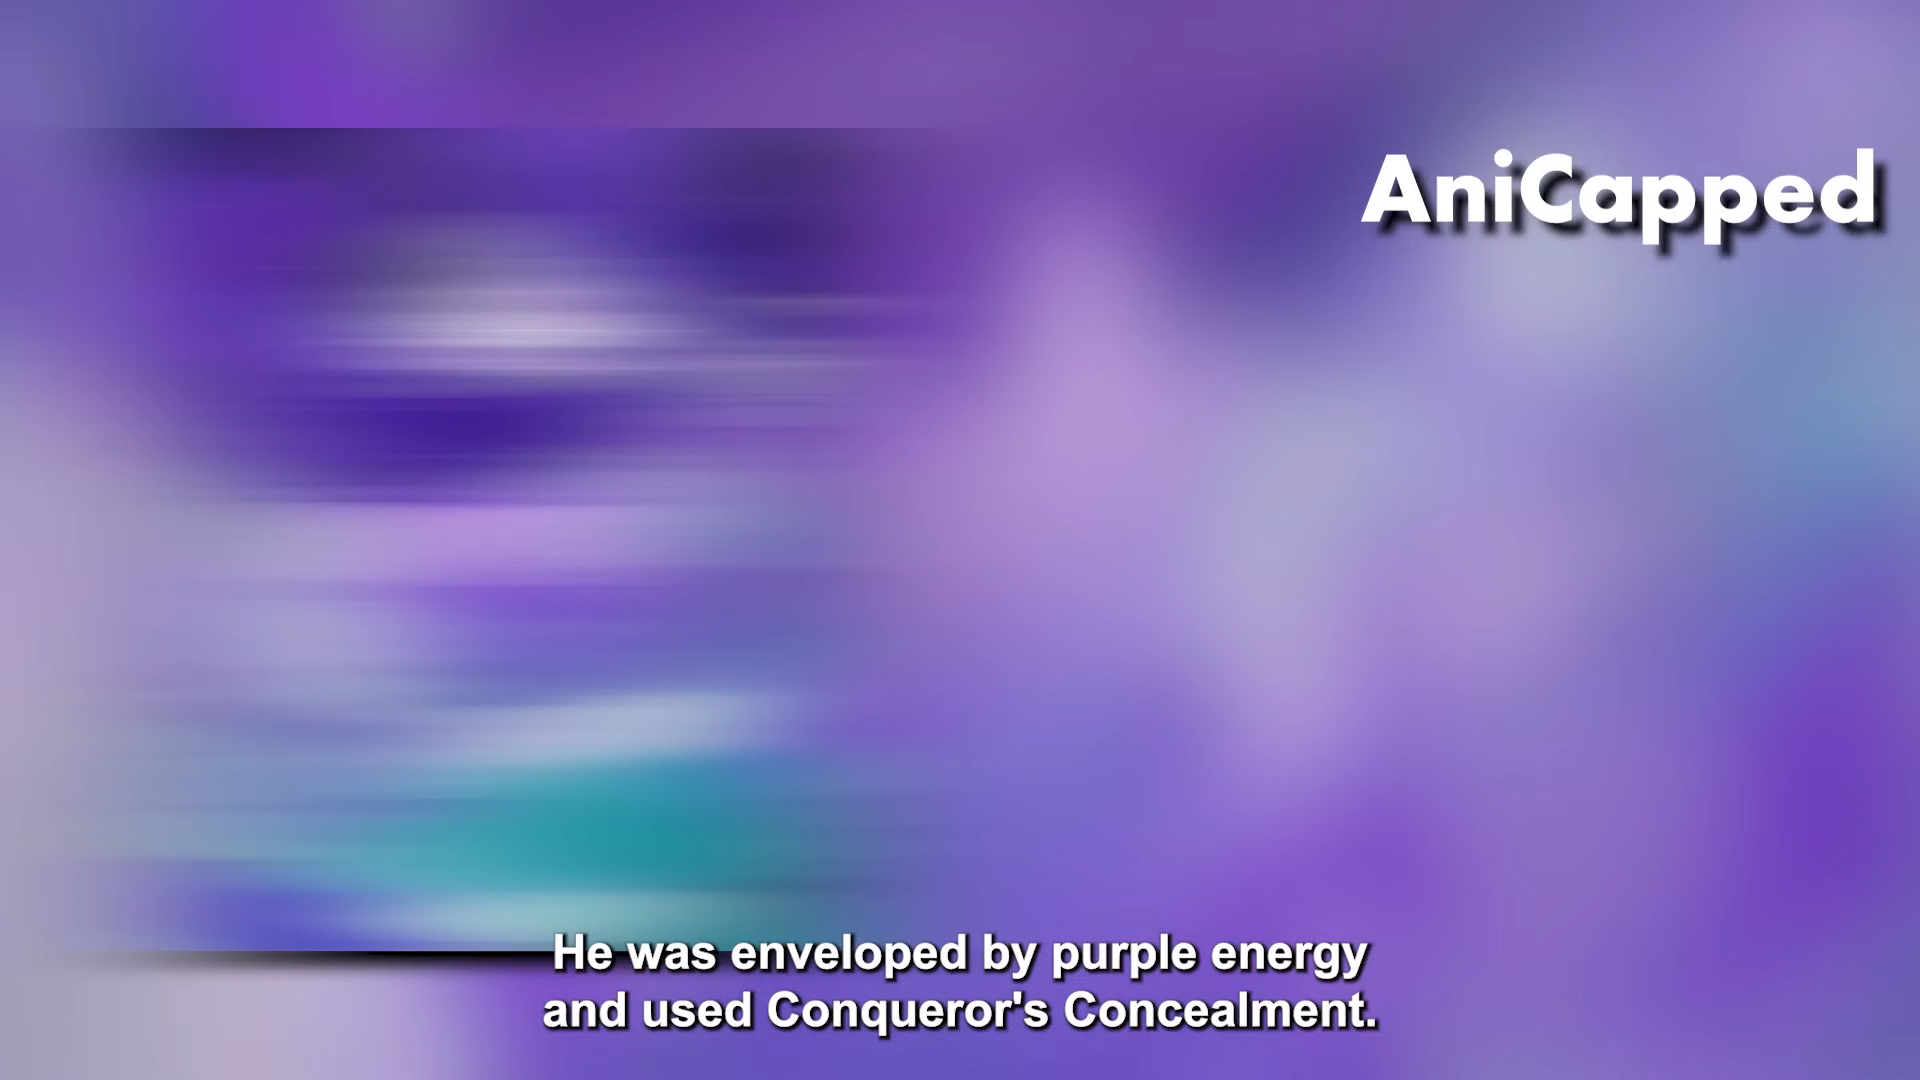 AniCapped
He was enveloped by purple energy
and used Conqueror's Concealment.